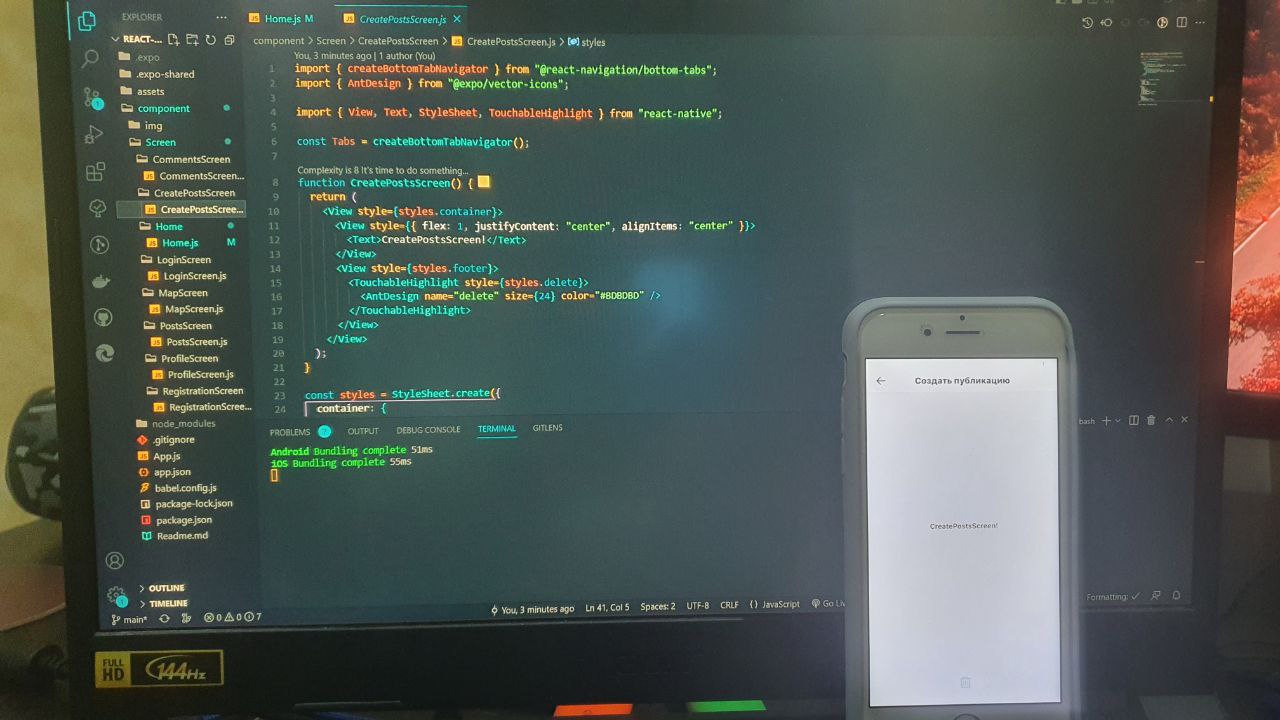 EXPLORER
REACT-...
.expo
.expo-shared
assets
component
img
Screen
CommentsScreen
CommentsScreen...
CreatePostsScreen
CreatePostsScree...
Home
Home.js M
LoginScreen
LoginScreen.js
MapScreen
MapScreen.js
PostsScreen
PostsScreen.js
ProfileScreen
ProfileScreen.js
RegistrationScreen
RegistrationScree...
node_modules
.gitignore
App.js
app.json
babel.config.js
package-lock.json
package.json
Readme.md
OUTLINE
TIMELINE
Home.js M
CreatePostsScreen.js
component > Screen > CreatePostsScreen > CreatePostsScreen.js > styles
You, 3 minutes ago | 1 author (You)
1 import { createBottomTabNavigator } from "@react-navigation/bottom-tabs";
2 import { AntDesign } from "@expo/vector-icons";
3
4 import { View, Text, StyleSheet, TouchableHighlight } from "react-native";
5
6 const Tabs = createBottomTabNavigator();
7
Complexity is 8 It's time to do something...
8 function CreatePostsScreen() {
9 return (
10 <View style={styles.container}>
11 <View style={{ flex: 1, justifyContent: "center", alignItems: "center" }}>
12 <Text>CreatePostsScreen!</Text>
13 </View>
14 <View style={styles.footer}>
15 <TouchableHighlight style={styles.delete}>
16 <AntDesign name="delete" size={24} color="#BDBDBD" />
17 </TouchableHighlight>
18 </View>
19 </View>
20 );
21 }
22
23 const styles = StyleSheet.create({
24 container: {
PROBLEMS 7 OUTPUT DEBUG CONSOLE TERMINAL GITLENS
bash
Android Bundling complete 51ms
iOS Bundling complete 55ms
main* 0 0 7 You, 3 minutes ago Ln 41, Col 5 Spaces: 2 UTF-8 CRLF {} JavaScript Go Liv
Formatting: ✓
Создать публикацию
CreatePostsScreen!
FULL HD
144Hz